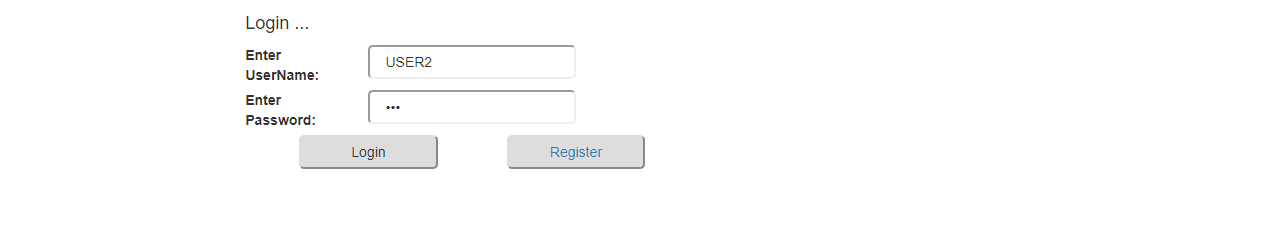 Login ...
Enter
UserName:
USER2
Enter
Password:
•••
Login
Register